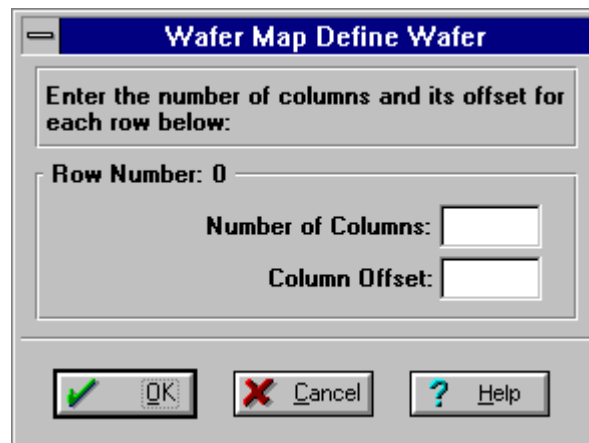 Wafer Map Define Wafer
Enter the number of columns and its offset for
each row below:
Row Number: 0
Number of Columns:
Column Offset:
OK Cancel ? Help